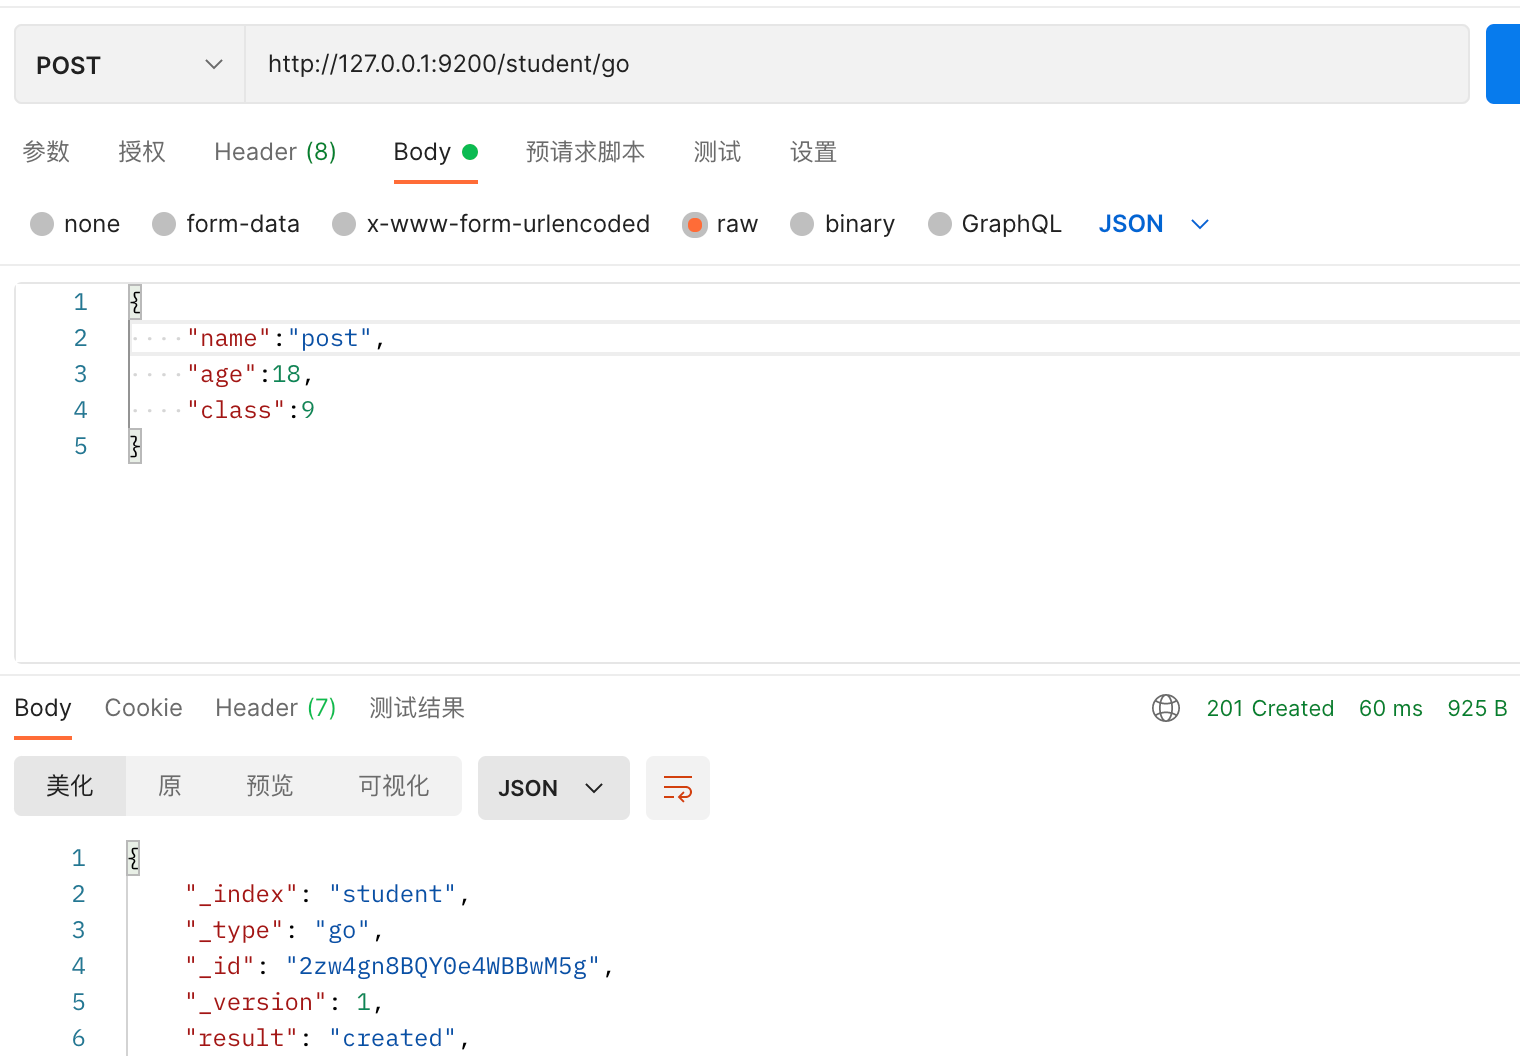 POST http://127.0.0.1:9200/student/go
参数 授权 Header (8) Body 预请求脚本 测试 设置
none form-data x-www-form-urlencoded raw binary GraphQL JSON
1 {
2 "name":"post",
3 "age":18,
4 "class":9
5 }
Body Cookie Header (7) 测试结果 201 Created 60 ms 925 B
美化 原 预览 可视化 JSON
1 {
2 "_index": "student",
3 "_type": "go",
4 "_id": "2zw4gn8BQY0e4WBBwM5g",
5 "_version": 1,
6 "result": "created",